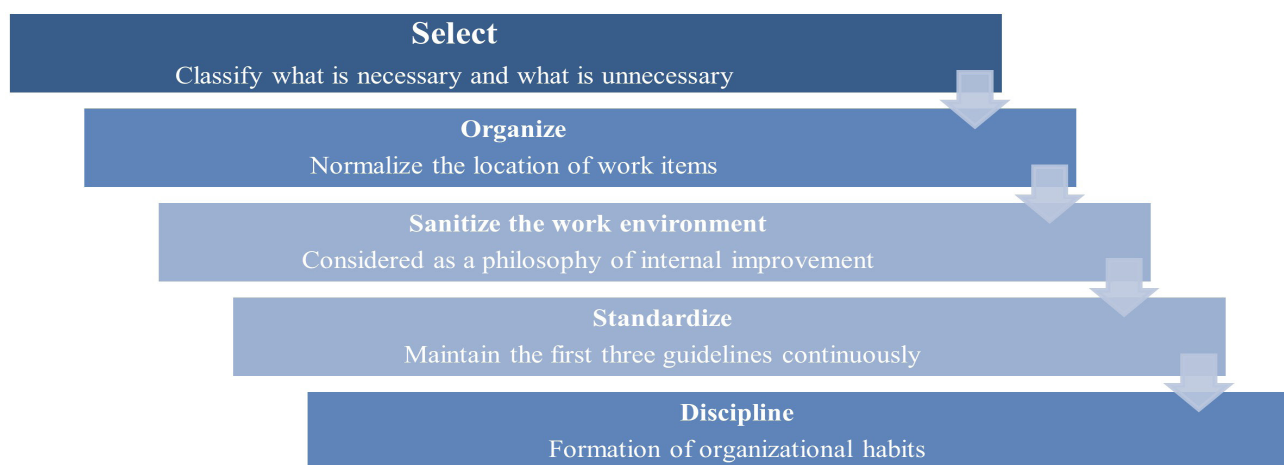 Select
Classify what is necessary and what is unnecessary
Organize
Normalize the location of work items
Sanitize the work environment
Considered as a philosophy of internal improvement
Standardize
Maintain the first three guidelines continuously
Discipline
Formation of organizational habits